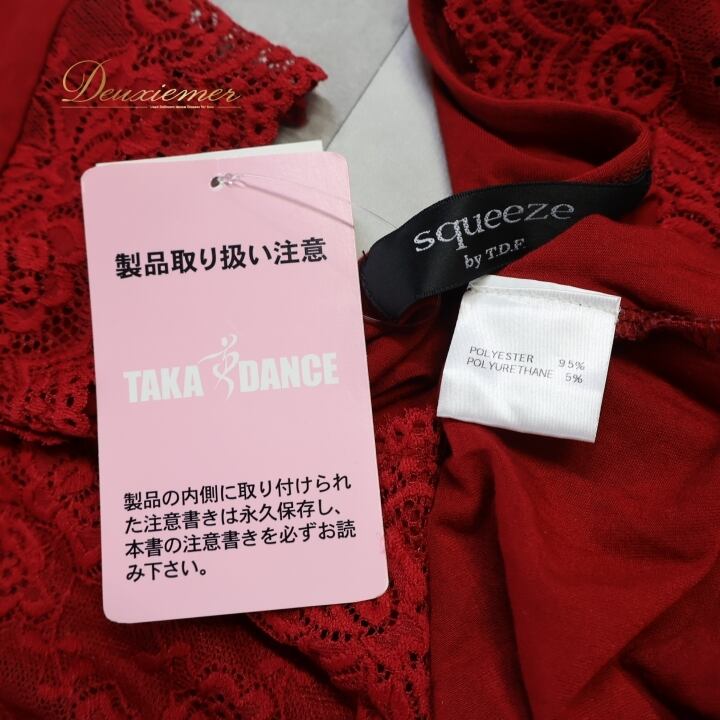 Deuxiemer
製品取り扱い注意
TAKA DANCE
製品の内側に取り付けられ
た注意書きは永久保存し、
本書の注意書きを必ずお読
み下さい。
squeeze
by T.D.F.
POLYESTER 95%
POLYURETHANE 5%